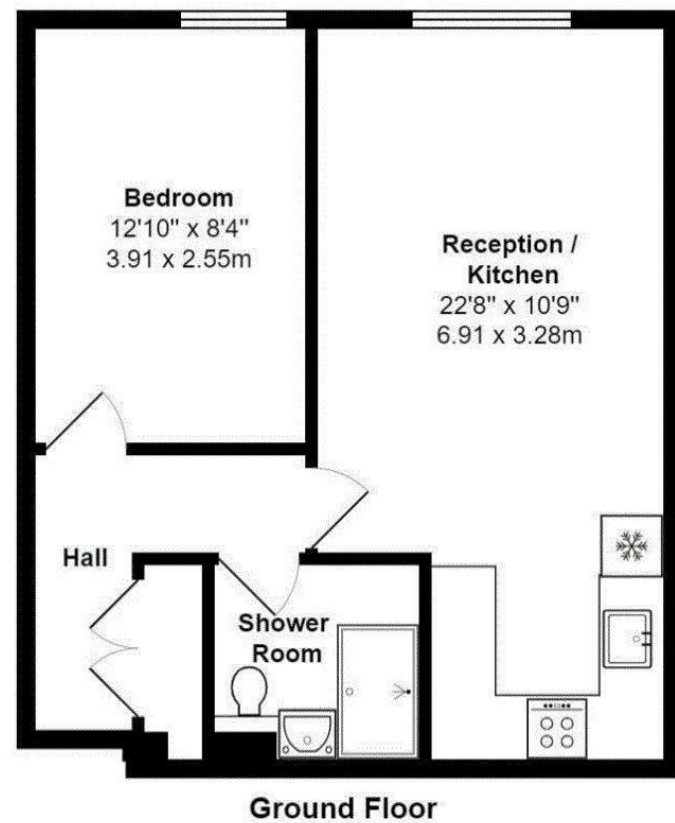 Bedroom
12'10" x 8'4"
3.91 x 2.55m
Reception /
Kitchen
22'8" x 10'9"
6.91 x 3.28m
Hall
Shower
Room
Ground Floor